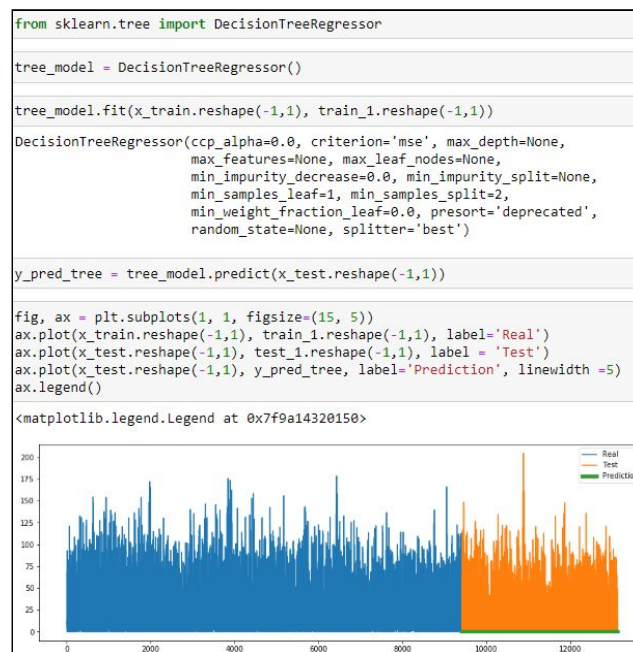 from sklearn.tree import DecisionTreeRegressor
tree_model = DecisionTreeRegressor()
tree_model.fit(x_train.reshape(-1,1), train_1.reshape(-1,1))
DecisionTreeRegressor(ccp_alpha=0.0, criterion='mse', max_depth=None,
max_features=None, max_leaf_nodes=None,
min_impurity_decrease=0.0, min_impurity_split=None,
min_samples_leaf=1, min_samples_split=2,
min_weight_fraction_leaf=0.0, presort='deprecated',
random_state=None, splitter='best')
y_pred_tree = tree_model.predict(x_test.reshape(-1,1))
fig, ax = plt.subplots(1, 1, figsize=(15, 5))
ax.plot(x_train.reshape(-1,1), train_1.reshape(-1,1), label='Real')
ax.plot(x_test.reshape(-1,1), test_1.reshape(-1,1), label = 'Test')
ax.plot(x_test.reshape(-1,1), y_pred_tree, label='Prediction', linewidth =5)
ax.legend()
<matplotlib.legend.Legend at 0x7f9a14320150>
Real
Test
Prediction
200
175
150
125
100
75
50
25
0
0 2000 4000 6000 8000 10000 12000